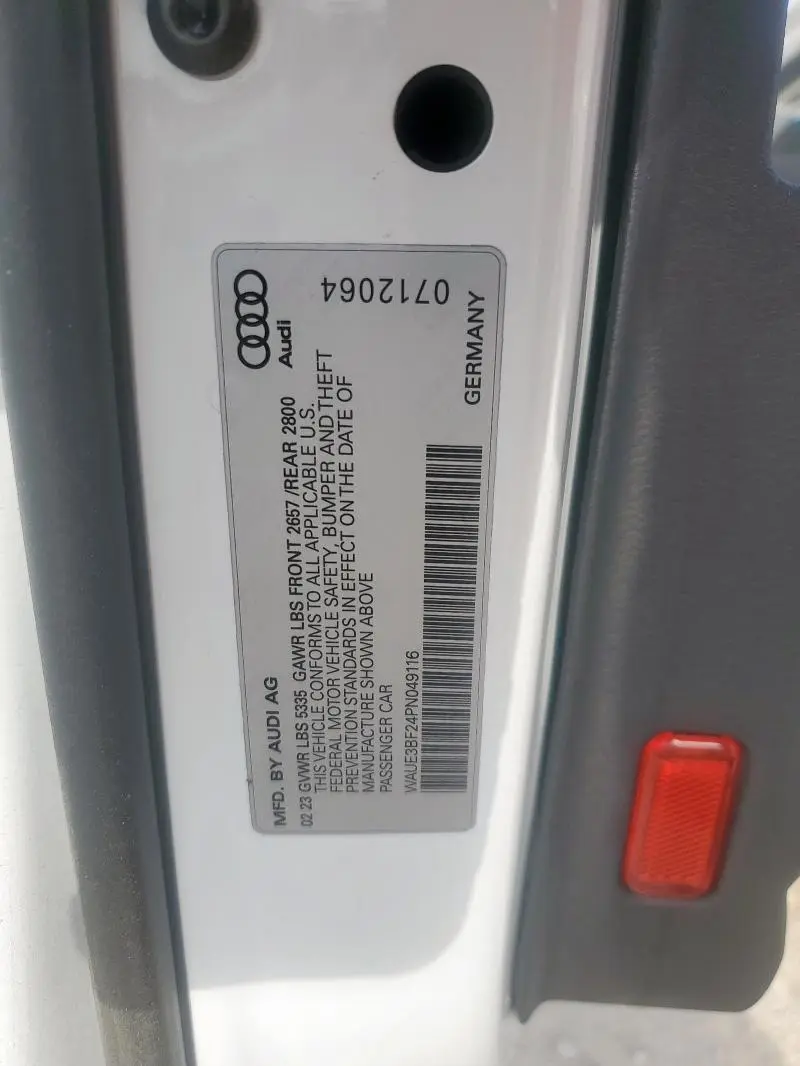 MFD. BY AUDI AG
Audi
02 23 GVWR LBS 5335 GAWR LBS FRONT 2657 /REAR 2800
THIS VEHICLE CONFORMS TO ALL APPLICABLE U.S.
FEDERAL MOTOR VEHICLE SAFETY, BUMPER AND THEFT
PREVENTION STANDARDS IN EFFECT ON THE DATE OF
MANUFACTURE SHOWN ABOVE
PASSENGER CAR
WAUE3BF24PN049116
GERMANY
0712064